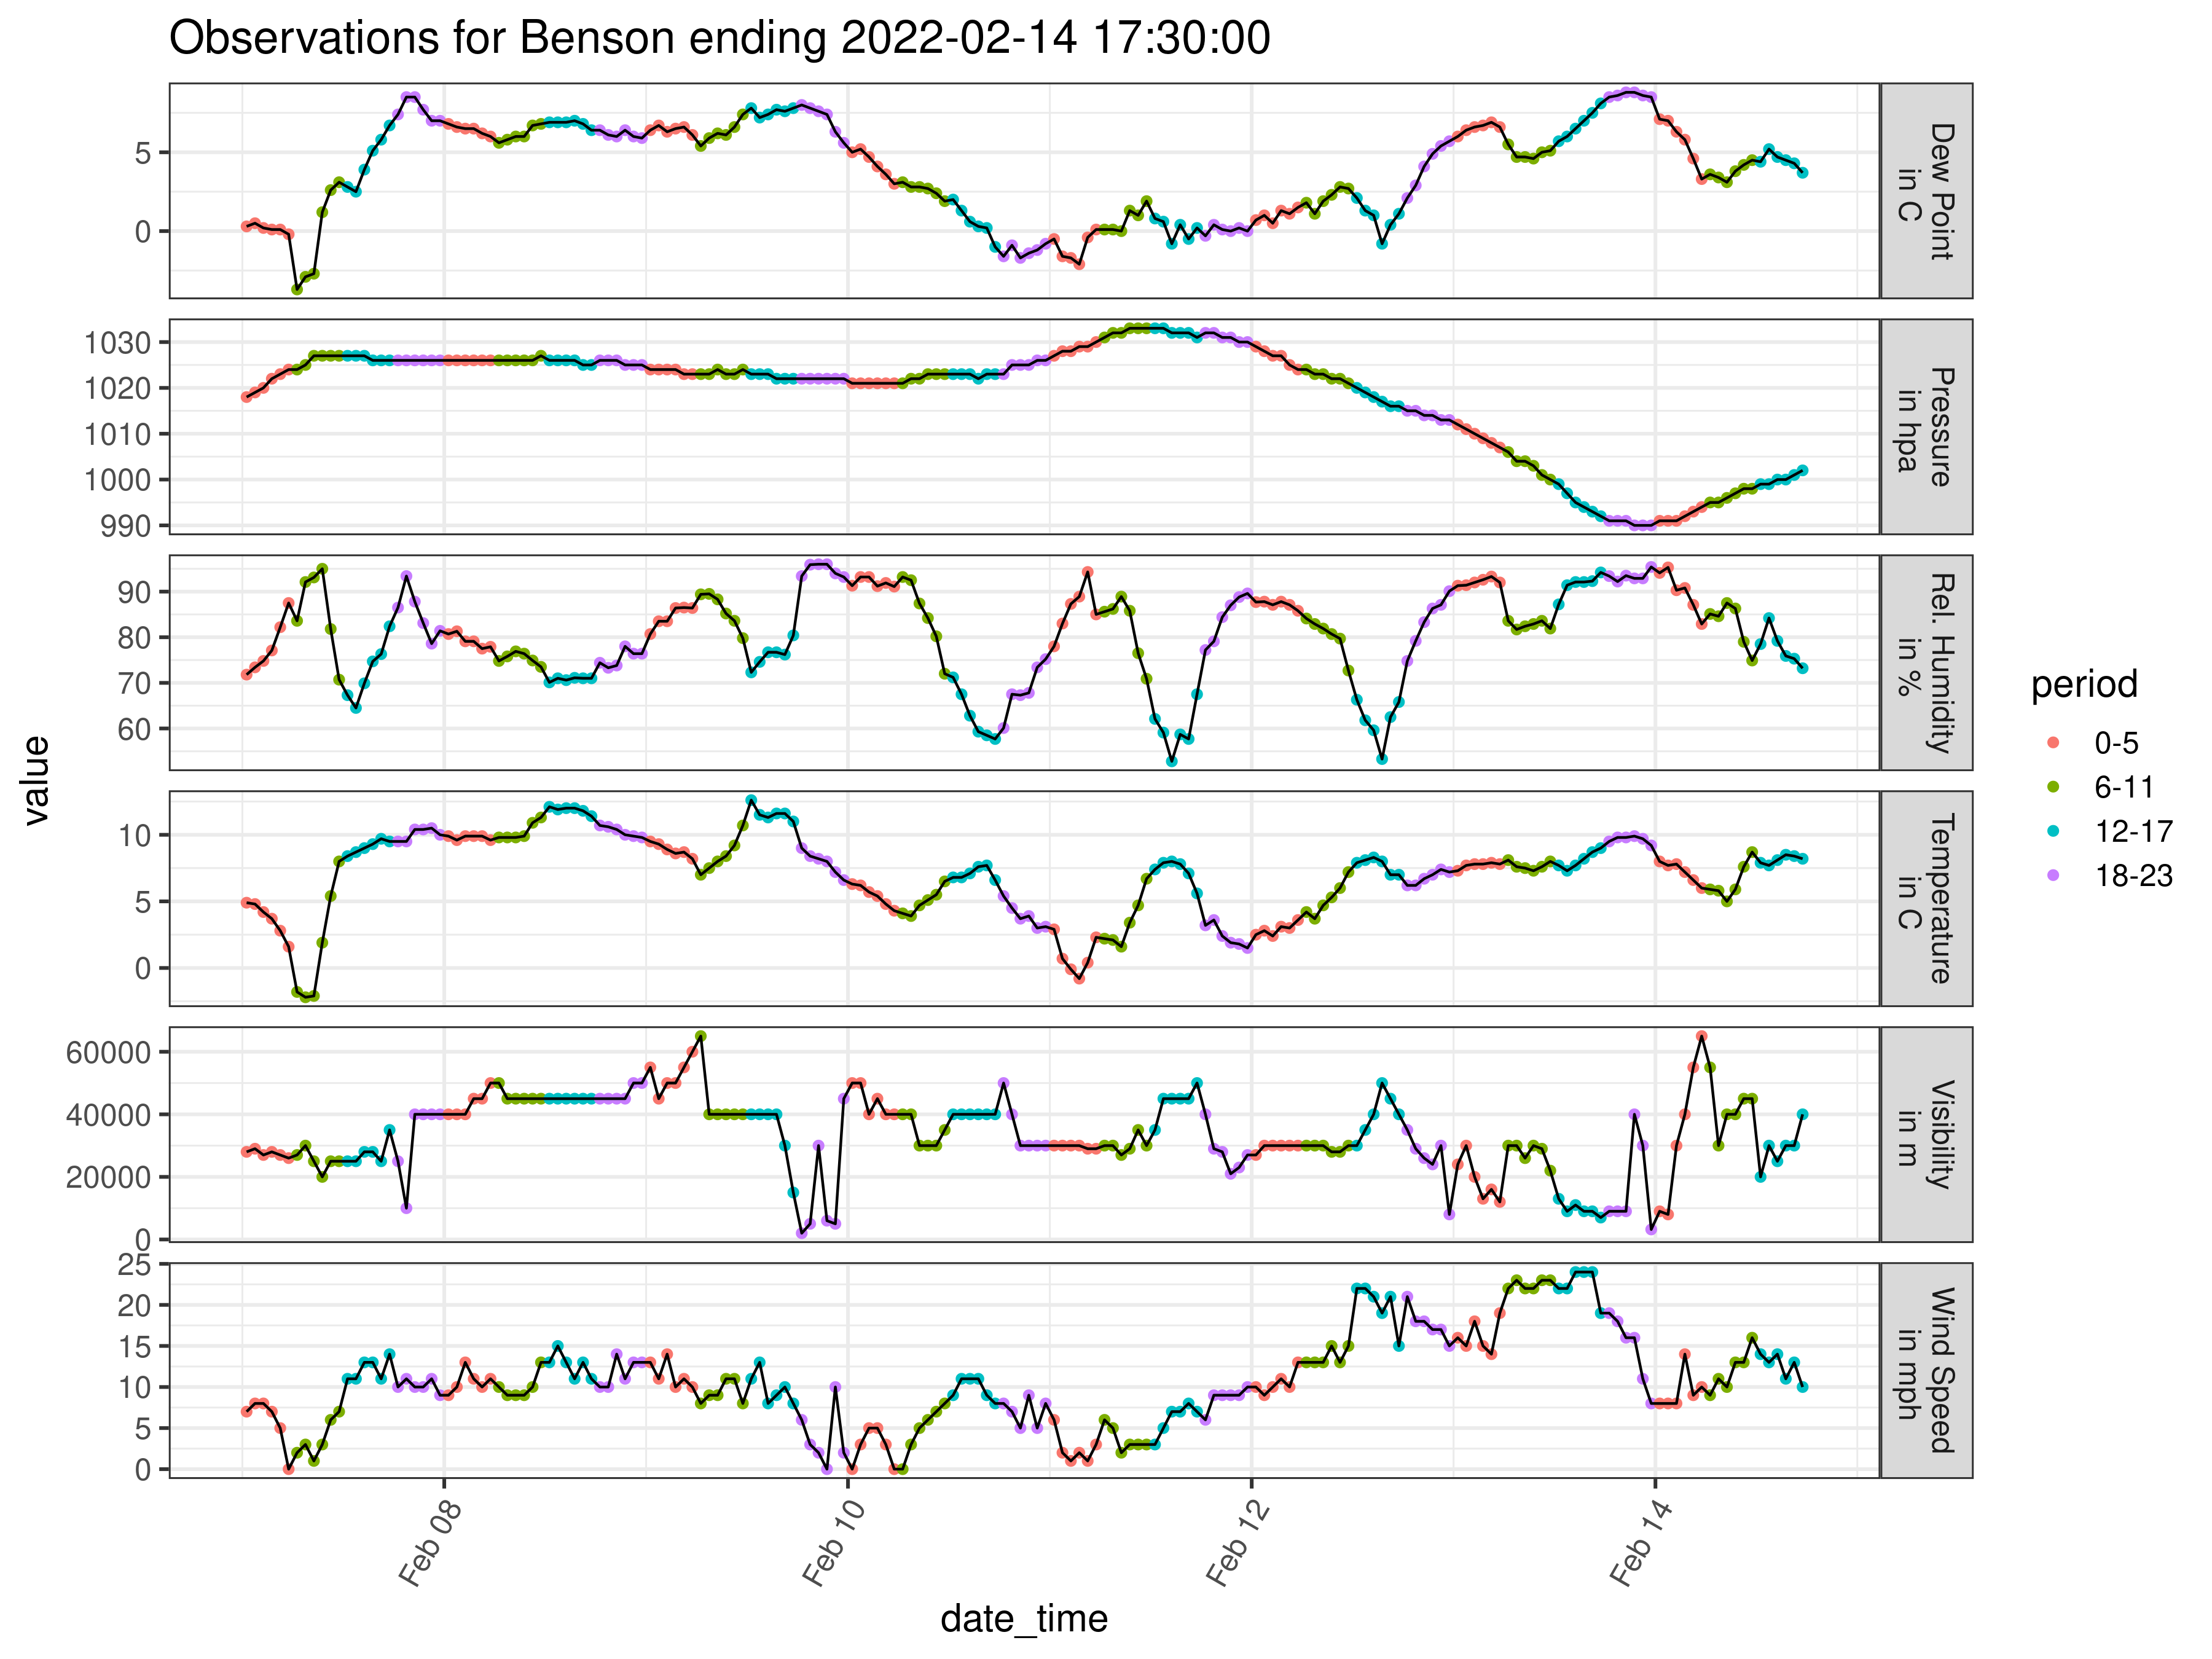 Observations for Benson ending 2022-02-14 17:30:00
value
5
0
Dew Point
in C
1030
1020
1010
1000
990
Pressure
in hpa
90
80
70
60
Rel. Humidity
in %
10
5
0
Temperature
in C
60000
40000
20000
0
Visibility
in m
25
20
15
10
5
0
Wind Speed
in mph
Feb 08
Feb 10
Feb 12
Feb 14
date_time
period
0-5
6-11
12-17
18-23